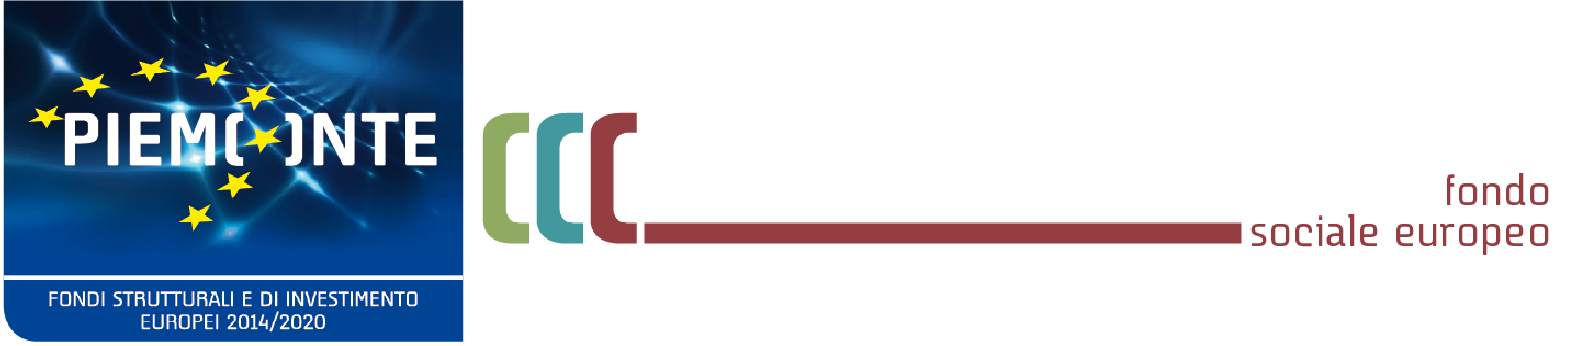 PIEMONTE
FONDI STRUTTURALI E DI INVESTIMENTO
EUROPEI 2014/2020
fondo
sociale europeo